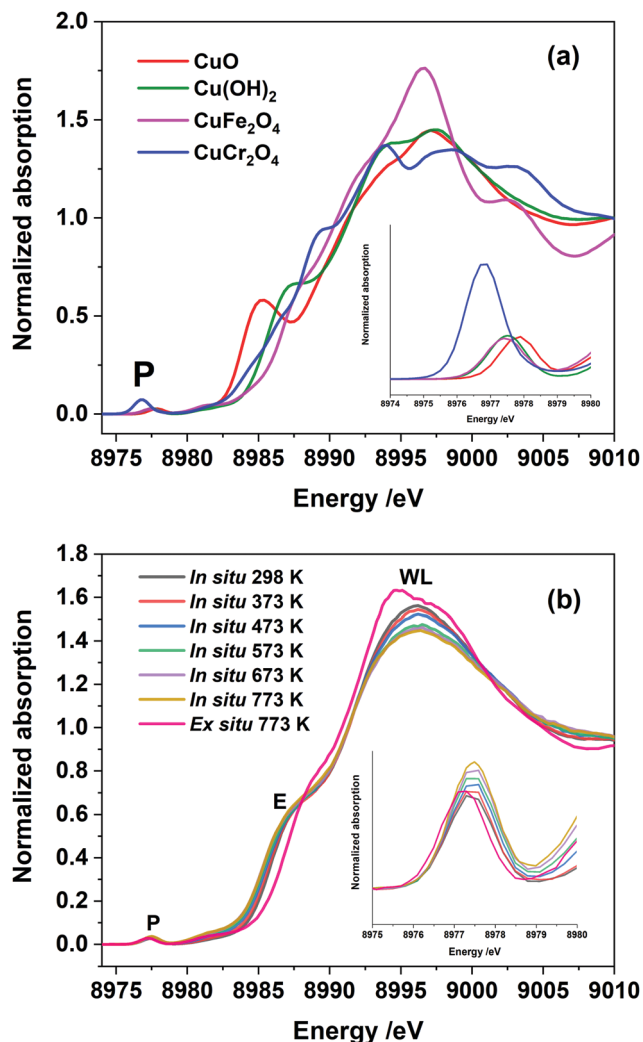 (a)
CuO
Cu(OH)₂
CuFe₂O₄
CuCr₂O₄
Normalized absorption
2.0
1.5
1.0
0.5
0.0
P
Normalized absorption
8974 8975 8976 8977 8978 8979 8980
Energy /eV
8975 8980 8985 8990 8995 9000 9005 9010
Energy /eV
(b)
WL
In situ 298 K
In situ 373 K
In situ 473 K
In situ 573 K
In situ 673 K
In situ 773 K
Ex situ 773 K
Normalized absorption
1.8
1.6
1.4
1.2
1.0
0.8
0.6
0.4
0.2
0.0
E
P
Normalized absorption
8975 8976 8977 8978 8979 8980
Energy /eV
8975 8980 8985 8990 8995 9000 9005 9010
Energy /eV